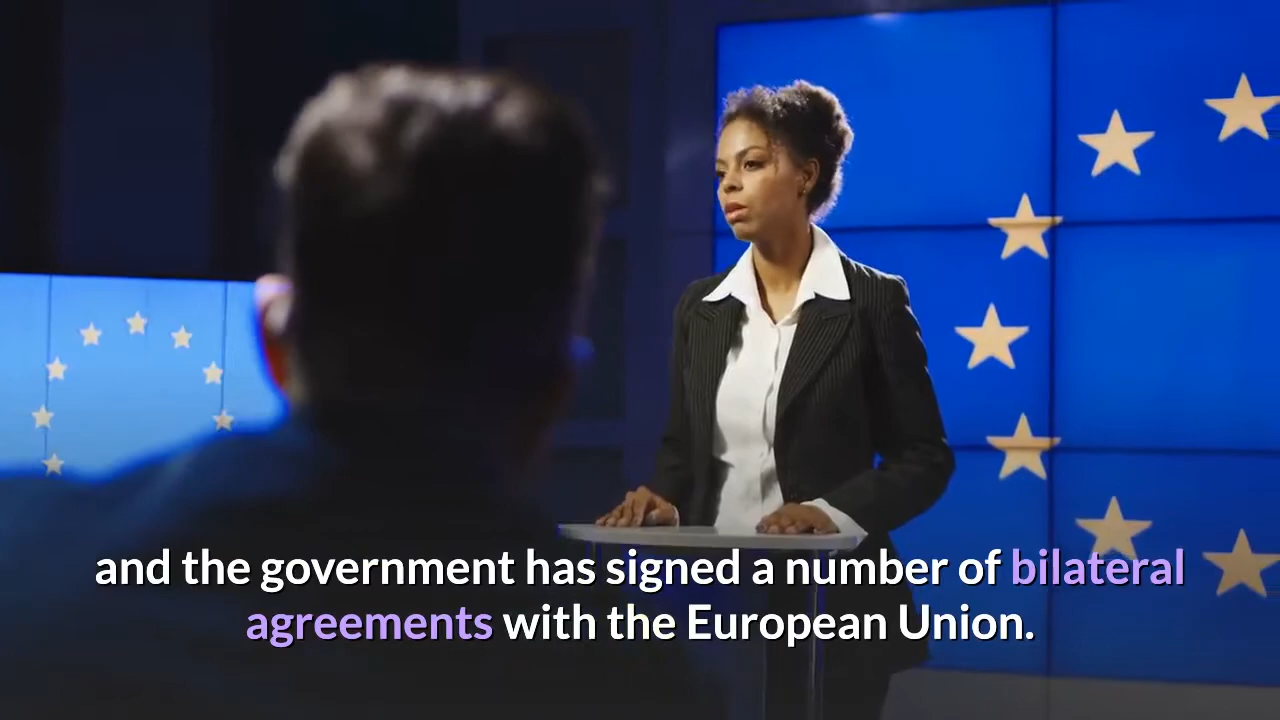 and the government has signed a number of bilateral
agreements with the European Union.